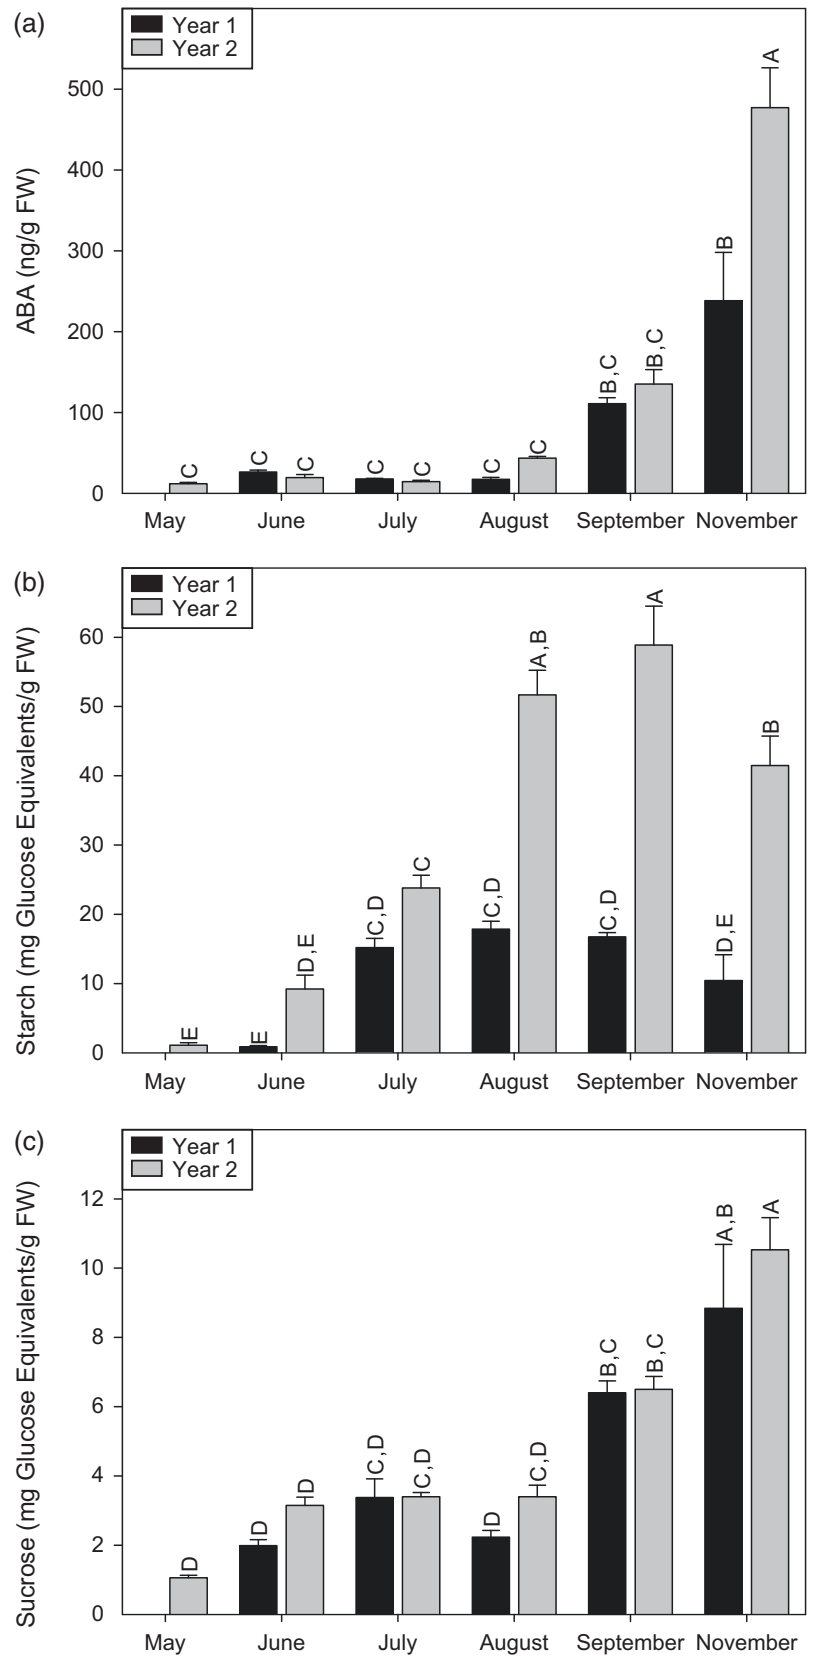 (a)
Year 1
Year 2
ABA (ng/g FW)
500
400
300
200
100
0
C
C
C
C
C
C
C
B,C
B,C
B
A
May June July August September November
(b)
Year 1
Year 2
Starch (mg Glucose Equivalents/g FW)
60
50
40
30
20
10
0
E
E
D,E
C,D
C
C,D
A,B
C,D
A
D,E
B
May June July August September November
(c)
Year 1
Year 2
Sucrose (mg Glucose Equivalents/g FW)
12
10
8
6
4
2
0
D
D
D
C,D
C,D
D
C,D
B,C
B,C
A,B
A
May June July August September November